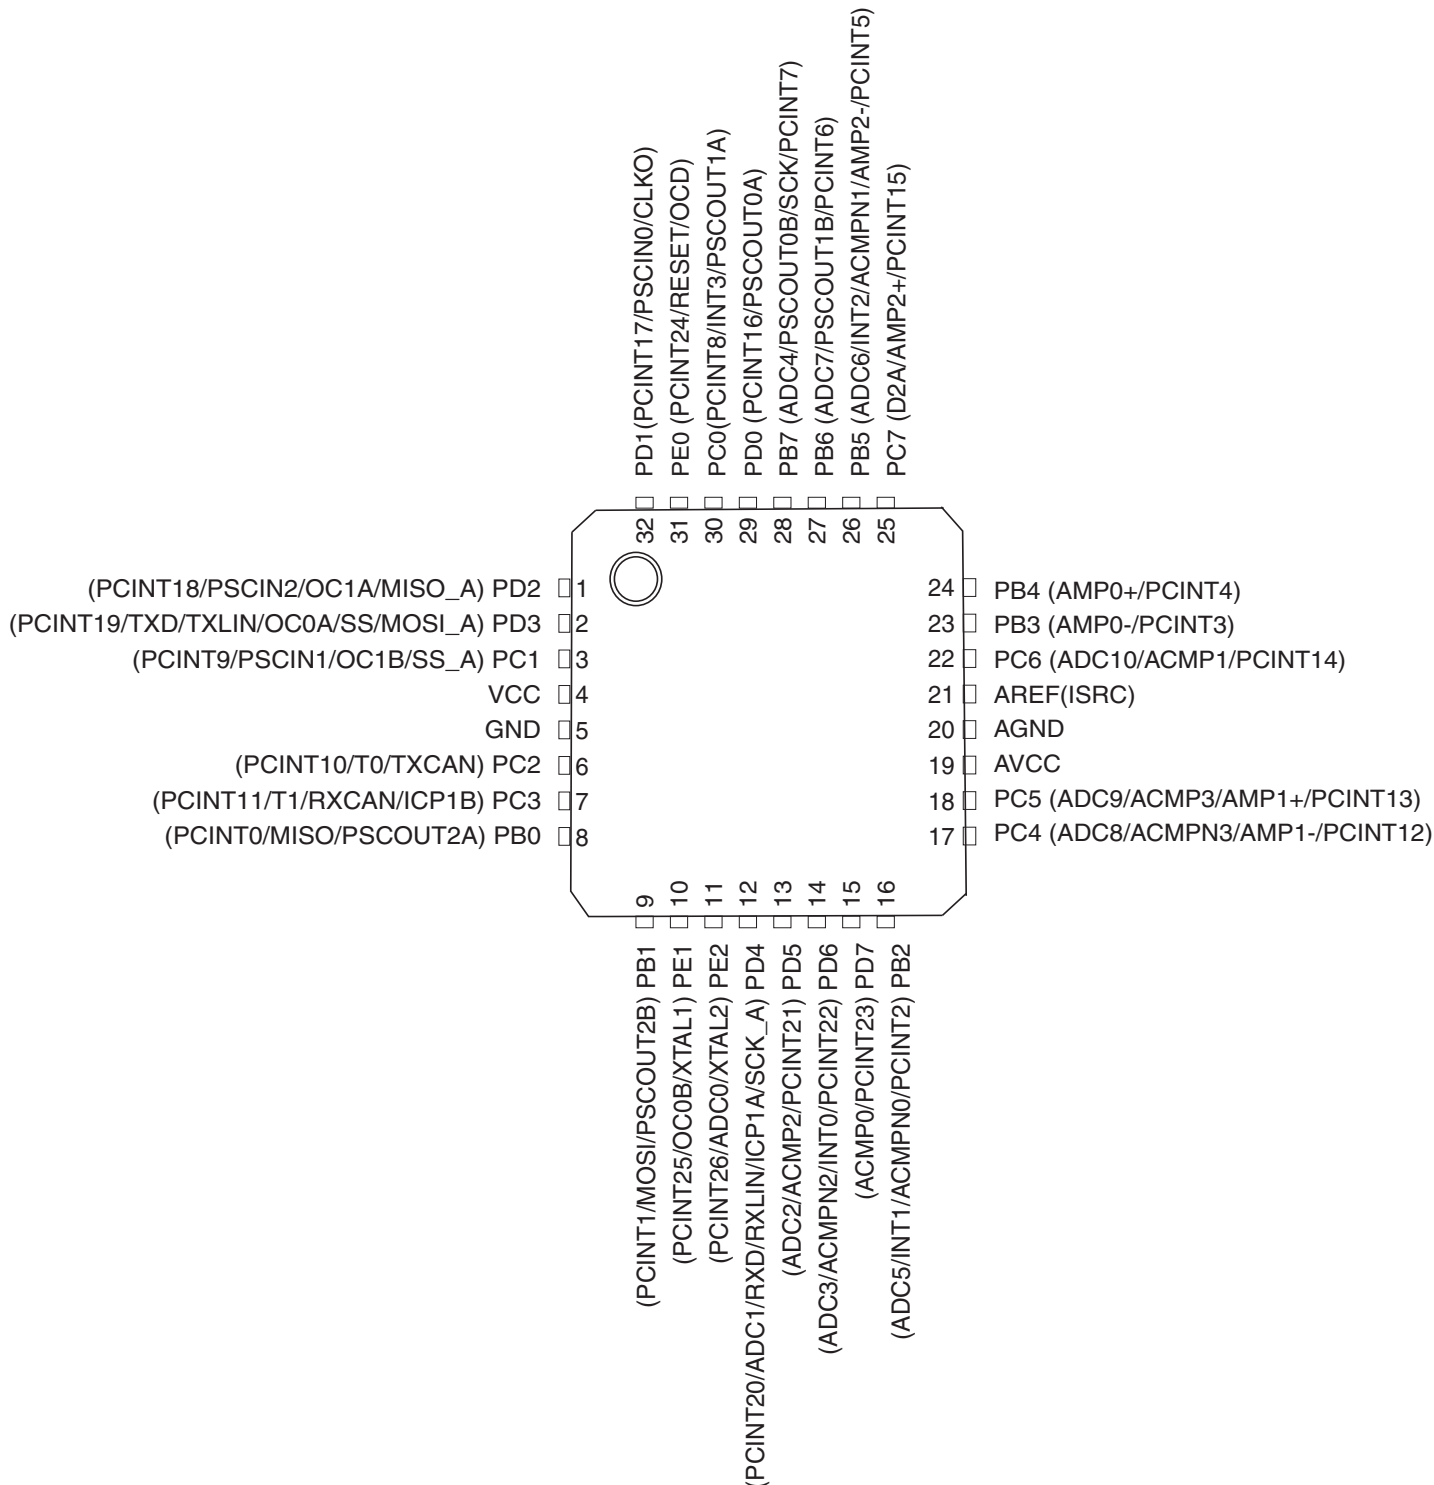 PD1(PCINT17/PSCIN0/CLKO)
PE0 (PCINT24/RESET/OCD)
PC0(PCINT8/INT3/PSCOUT1A)
PD0 (PCINT16/PSCOUT0A)
PB7 (ADC4/PSCOUT0B/SCK/PCINT7)
PB6 (ADC7/PSCOUT1B/PCINT6)
PB5 (ADC6/INT2/ACMPN1/AMP2-/PCINT5)
PC7 (D2A/AMP2+/PCINT15)
32
31
30
29
28
27
26
25
(PCINT18/PSCIN2/OC1A/MISO_A) PD2 1
(PCINT19/TXD/TXLIN/OC0A/SS/MOSI_A) PD3 2
(PCINT9/PSCIN1/OC1B/SS_A) PC1 3
VCC 4
GND 5
(PCINT10/T0/TXCAN) PC2 6
(PCINT11/T1/RXCAN/ICP1B) PC3 7
(PCINT0/MISO/PSCOUT2A) PB0 8
24 PB4 (AMP0+/PCINT4)
23 PB3 (AMP0-/PCINT3)
22 PC6 (ADC10/ACMP1/PCINT14)
21 AREF(ISRC)
20 AGND
19 AVCC
18 PC5 (ADC9/ACMP3/AMP1+/PCINT13)
17 PC4 (ADC8/ACMPN3/AMP1-/PCINT12)
9
10
11
12
13
14
15
16
(PCINT1/MOSI/PSCOUT2B) PB1
(PCINT25/OC0B/XTAL1) PE1
(PCINT26/ADC0/XTAL2) PE2
(PCINT20/ADC1/RXD/RXLIN/ICP1A/SCK_A) PD4
(ADC2/ACMP2/PCINT21) PD5
(ADC3/ACMPN2/INT0/PCINT22) PD6
(ACMP0/PCINT23) PD7
(ADC5/INT1/ACMPN0/PCINT2) PB2